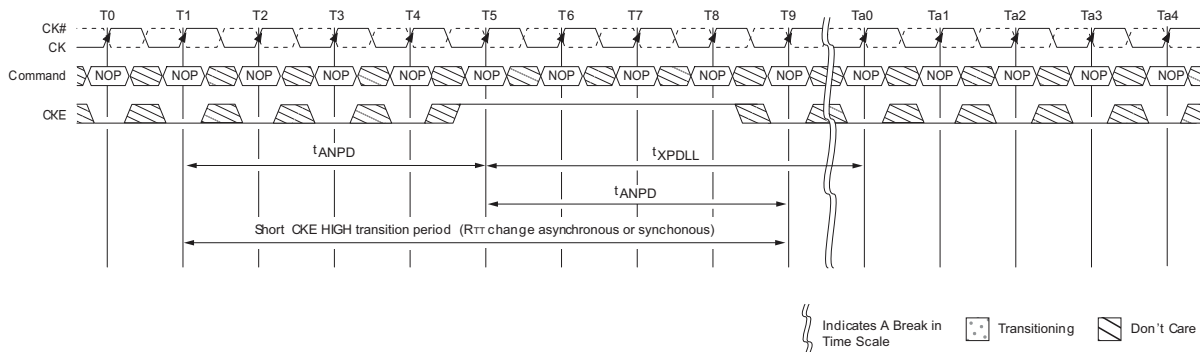 T0 T1 T2 T3 T4 T5 T6 T7 T8 T9 Ta0 Ta1 Ta2 Ta3 Ta4
CK#
CK
Command NOP NOP NOP NOP NOP NOP NOP NOP NOP NOP NOP NOP NOP NOP NOP
CKE
tANPD tXPDLL
tANPD
Short CKE HIGH transition period (RTT change asynchronous or synchonous)
Indicates A Break in
Time Scale
Transitioning
Don't Care